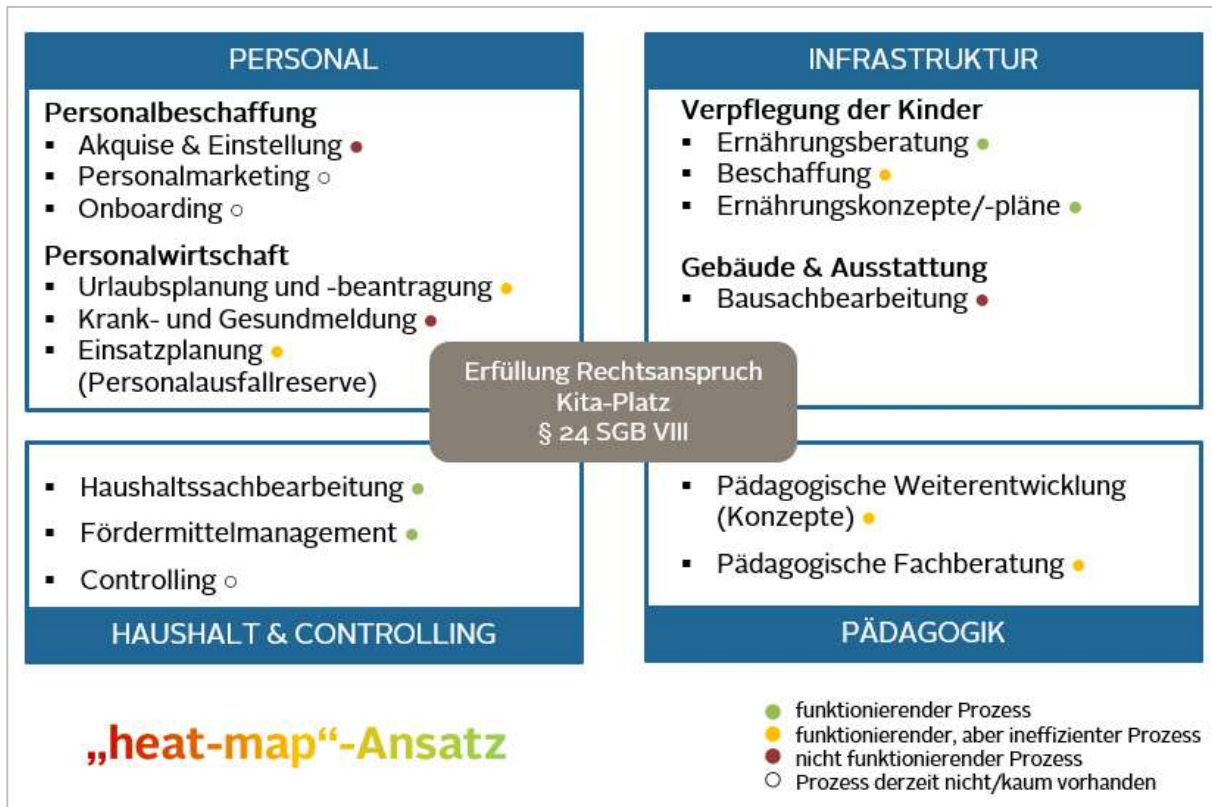 PERSONAL
Personalbeschaffung
▪ Akquise & Einstellung ●
▪ Personalmarketing ○
▪ Onboarding ○
Personalwirtschaft
▪ Urlaubsplanung und -beantragung ●
▪ Krank- und Gesundmeldung ●
▪ Einsatzplanung ●
(Personalausfallreserve)
INFRASTRUKTUR
Verpflegung der Kinder
▪ Ernährungsberatung ●
▪ Beschaffung ●
▪ Ernährungskonzepte/-pläne ●
Gebäude & Ausstattung
▪ Bausachbearbeitung ●
Erfüllung Rechtsanspruch
Kita-Platz
§ 24 SGB VIII
▪ Haushaltssachbearbeitung ●
▪ Fördermittelmanagement ●
▪ Controlling ○
HAUSHALT & CONTROLLING
▪ Pädagogische Weiterentwicklung
(Konzepte) ●
▪ Pädagogische Fachberatung ●
PÄDAGOGIK
„heat-map“-Ansatz
● funktionierender Prozess
● funktionierender, aber ineffizienter Prozess
● nicht funktionierender Prozess
○ Prozess derzeit nicht/kaum vorhanden